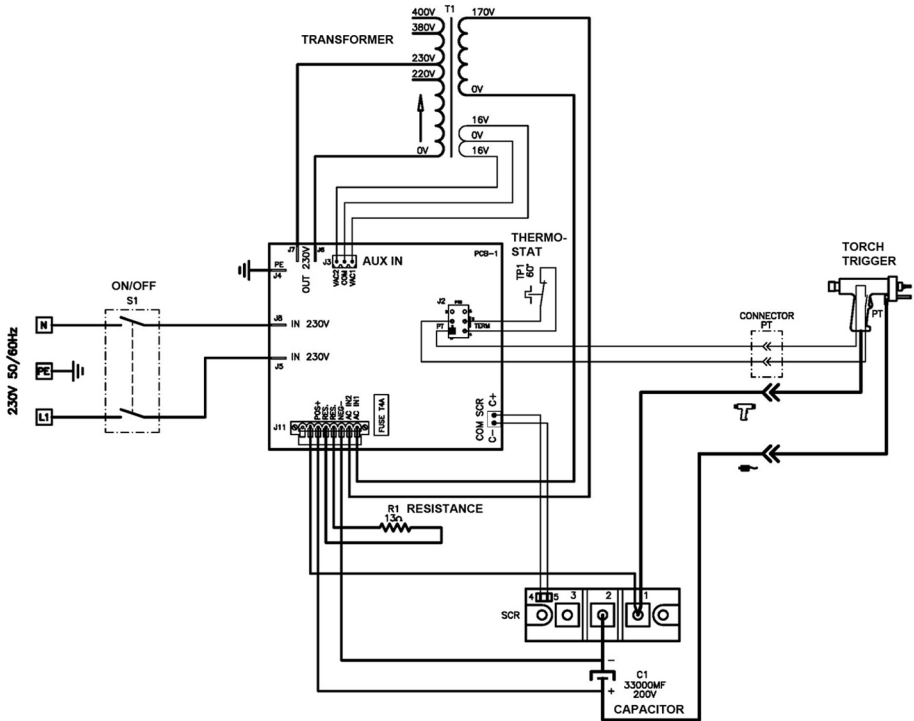 400V
T1
170V
380V
TRANSFORMER
230V
220V
0V
16V
0V
0V
16V
THERMO-
STAT
TP1
60°
TORCH
TRIGGER
PT
J7
J6
OUT 230V
J3
AUX IN
VAC2
COM
VAC1
PCB-1
PE
J4
ON/OFF
S1
N
J8
IN 230V
J2
PT
TERM
CONNECTOR
PT
230V 50/60Hz
PE
IN 230V
J5
L1
J11
POS+
RES.
RES.
NEG-
AC IN2
AC IN1
FUSE T4A
COM SCR
C+
C-
R1
13Ω
RESISTANCE
4
5
3
2
1
SCR
−
+
C1
33000MF
200V
CAPACITOR